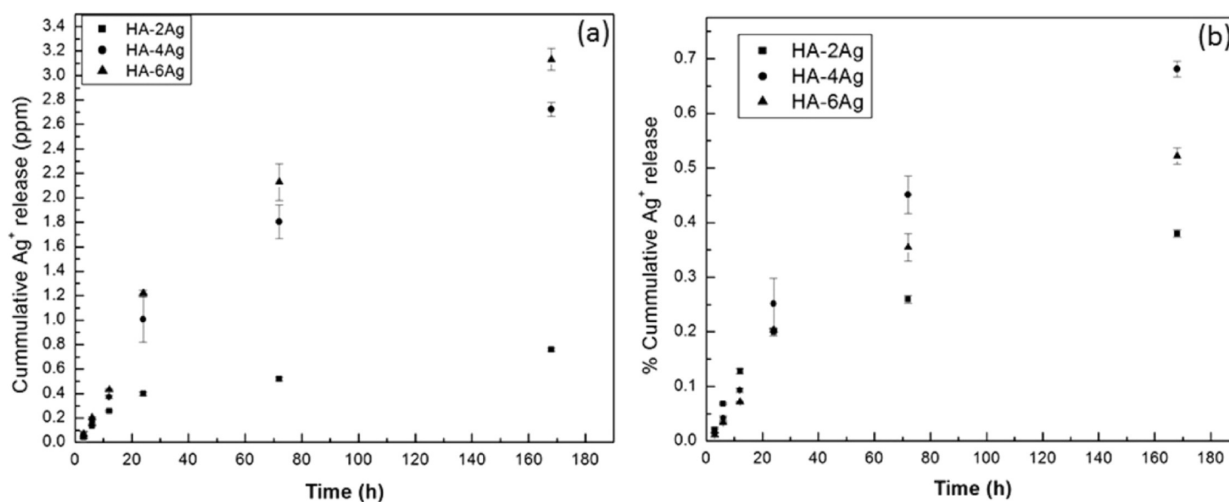 (a)
HA-2Ag
HA-4Ag
HA-6Ag
Cummulative Ag⁺ release (ppm)
3.4
3.2
3.0
2.8
2.6
2.4
2.2
2.0
1.8
1.6
1.4
1.2
1.0
0.8
0.6
0.4
0.2
0.0
0 20 40 60 80 100 120 140 160 180
Time (h)
(b)
HA-2Ag
HA-4Ag
HA-6Ag
% Cummulative Ag⁺ release
0.7
0.6
0.5
0.4
0.3
0.2
0.1
0.0
0 20 40 60 80 100 120 140 160 180
Time (h)